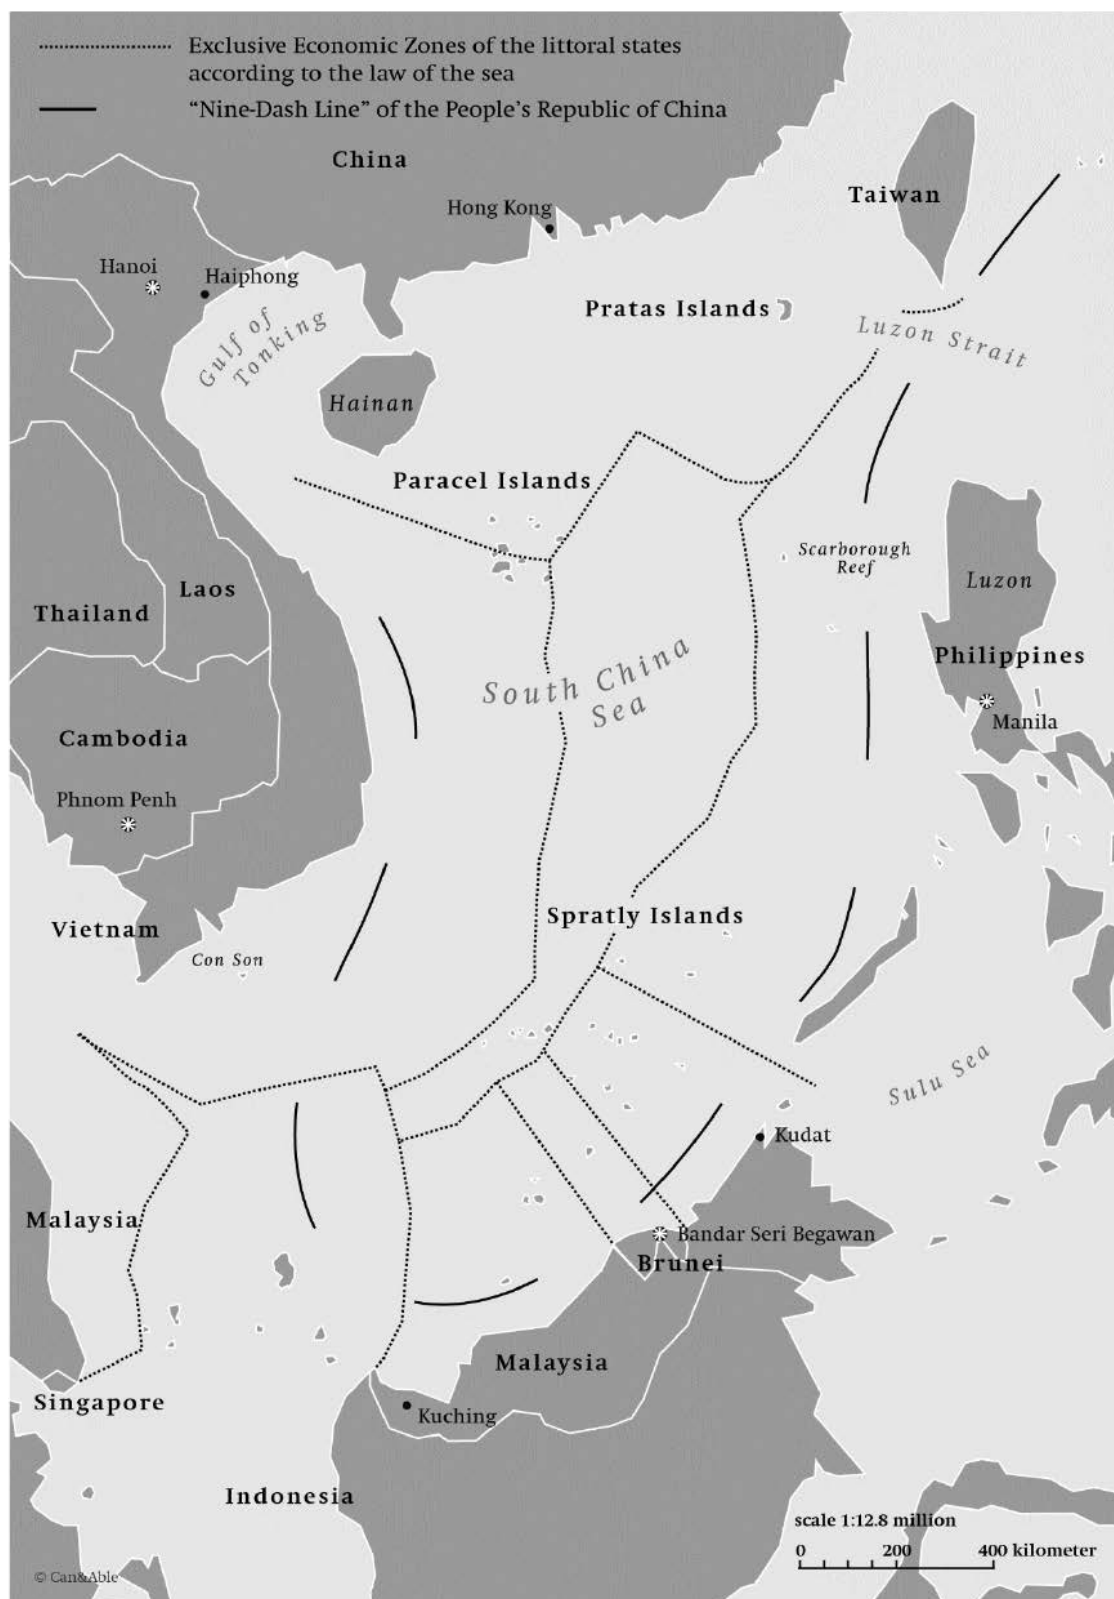 Exclusive Economic Zones of the littoral states
according to the law of the sea
“Nine-Dash Line” of the People’s Republic of China
China
Taiwan
Hong Kong
Hanoi
Haiphong
Gulf of
Tonking
Pratas Islands
Luzon Strait
Hainan
Paracel Islands
Scarborough
Reef
Luzon
Laos
Thailand
Philippines
South China
Sea
Manila
Cambodia
Phnom Penh
Spratly Islands
Vietnam
Con Son
Sulu Sea
Kudat
Malaysia
Bandar Seri Begawan
Brunei
Malaysia
Singapore
Kuching
Indonesia
scale 1:12.8 million
0 200 400 kilometer
© Can&Able